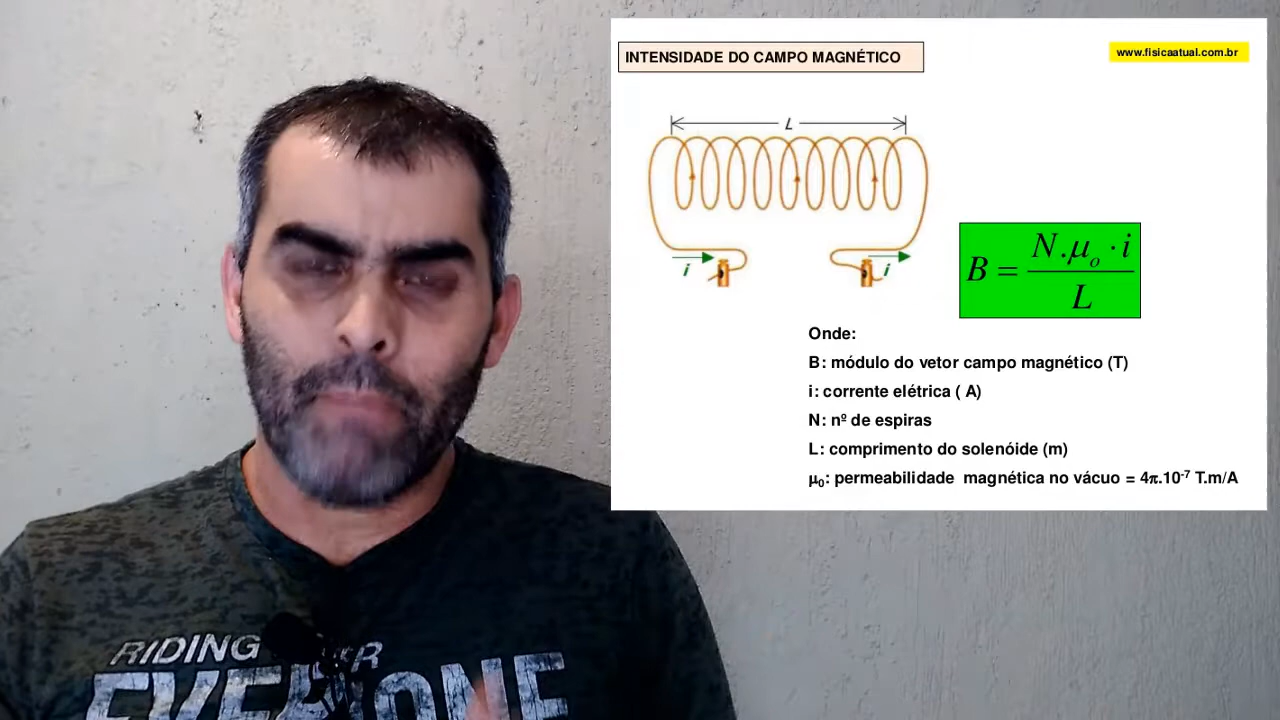 INTENSIDADE DO CAMPO MAGNÉTICO
www.fisicaatual.com.br
L
i
i
B = N.μo · i / L
Onde:
B: módulo do vetor campo magnético (T)
i: corrente elétrica ( A)
N: nº de espiras
L: comprimento do solenóide (m)
μ0: permeabilidade magnética no vácuo = 4π.10-7 T.m/A
RIDING